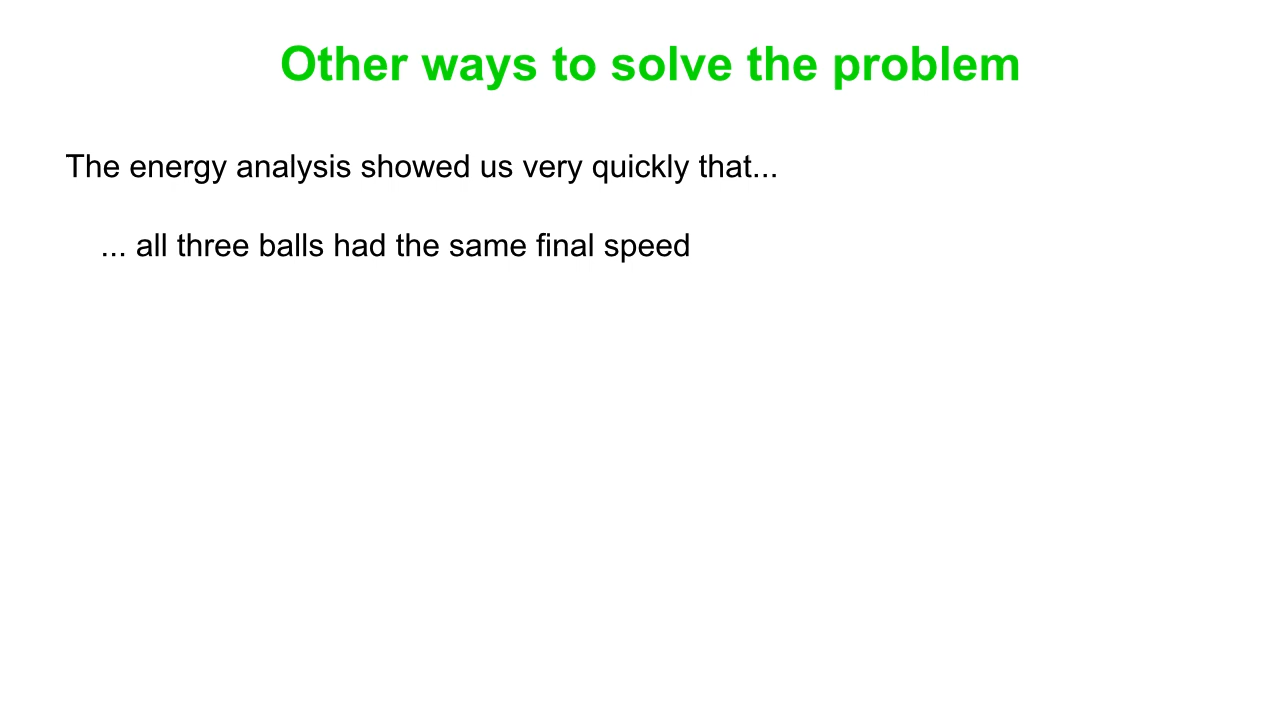 Other ways to solve the problem
The energy analysis showed us very quickly that...
... all three balls had the same final speed